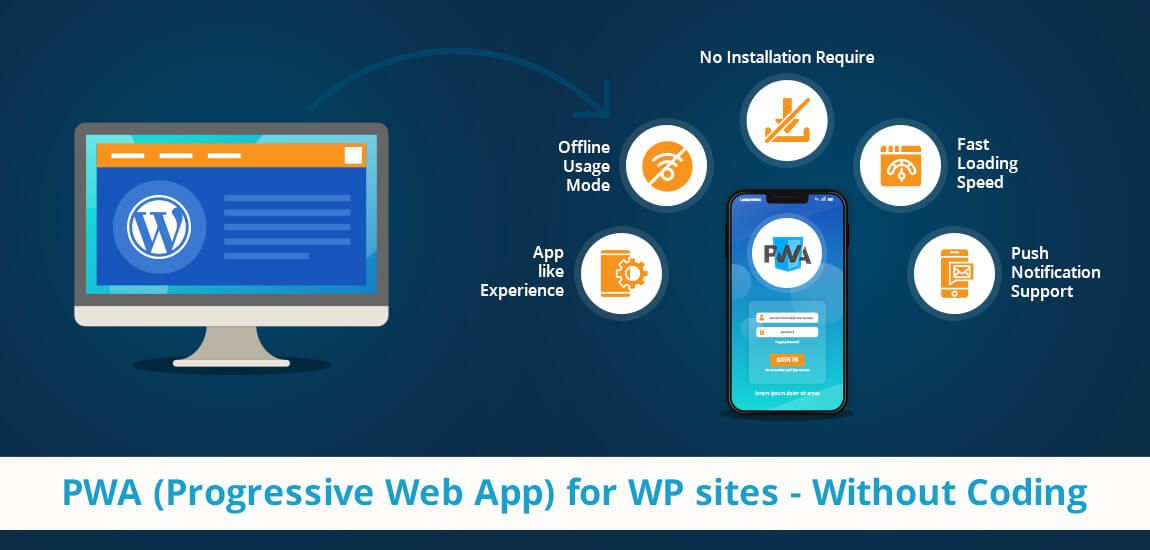 No Installation Require
Offline
Usage
Mode
Fast
Loading
Speed
App
like
Experience
Push
Notification
Support
W
PWA
password
SIGN IN
lorem ipsum dolor sit amet
PWA (Progressive Web App) for WP sites - Without Coding